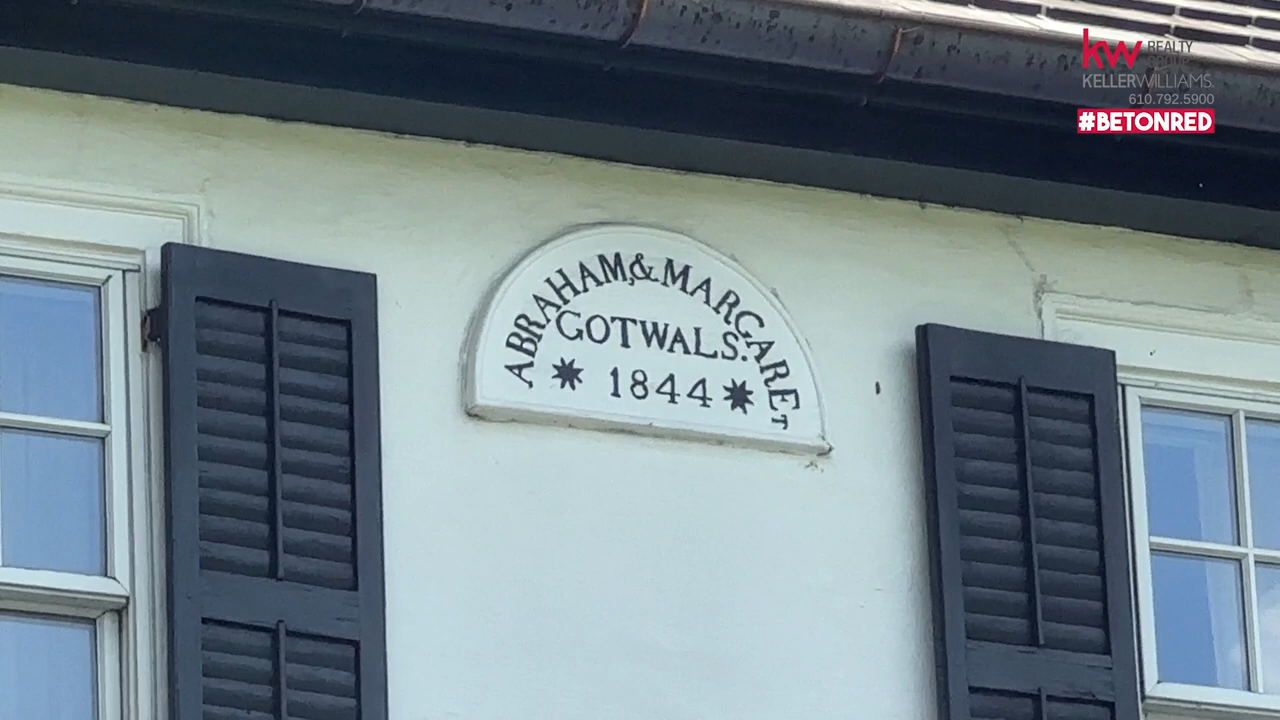 ABRAHAM,&MARGARET
GOTWALS.
1844
kw REALTY
KELLERWILLIAMS.
610.792.5900
#BETONRED